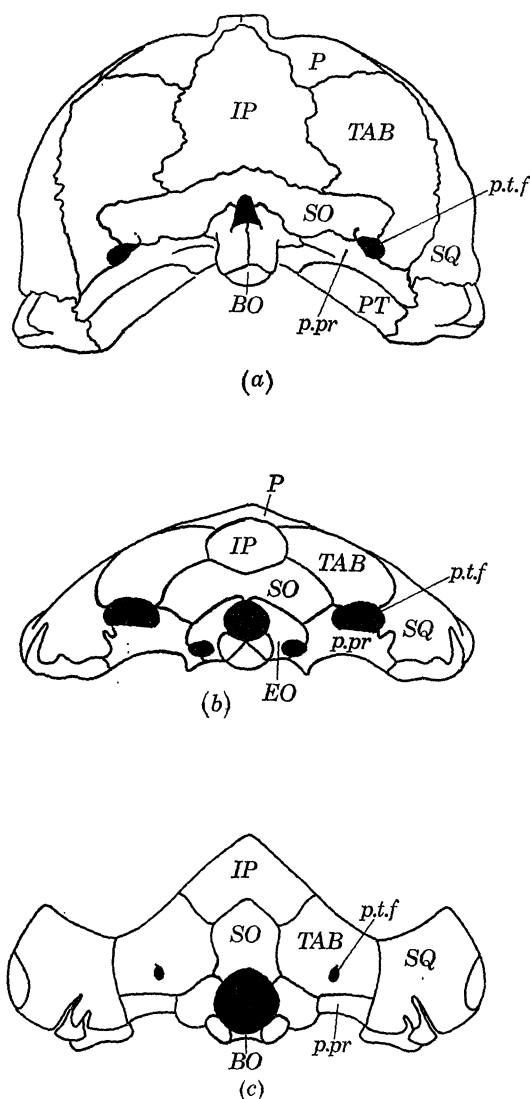 P
IP
TAB
p.t.f
SO
SQ
BO
PT
p.pr
(a)
P
IP
TAB
p.t.f
SO
SQ
p.pr
EO
(b)
IP
p.t.f
SO
TAB
SQ
p.pr
BO
(c)